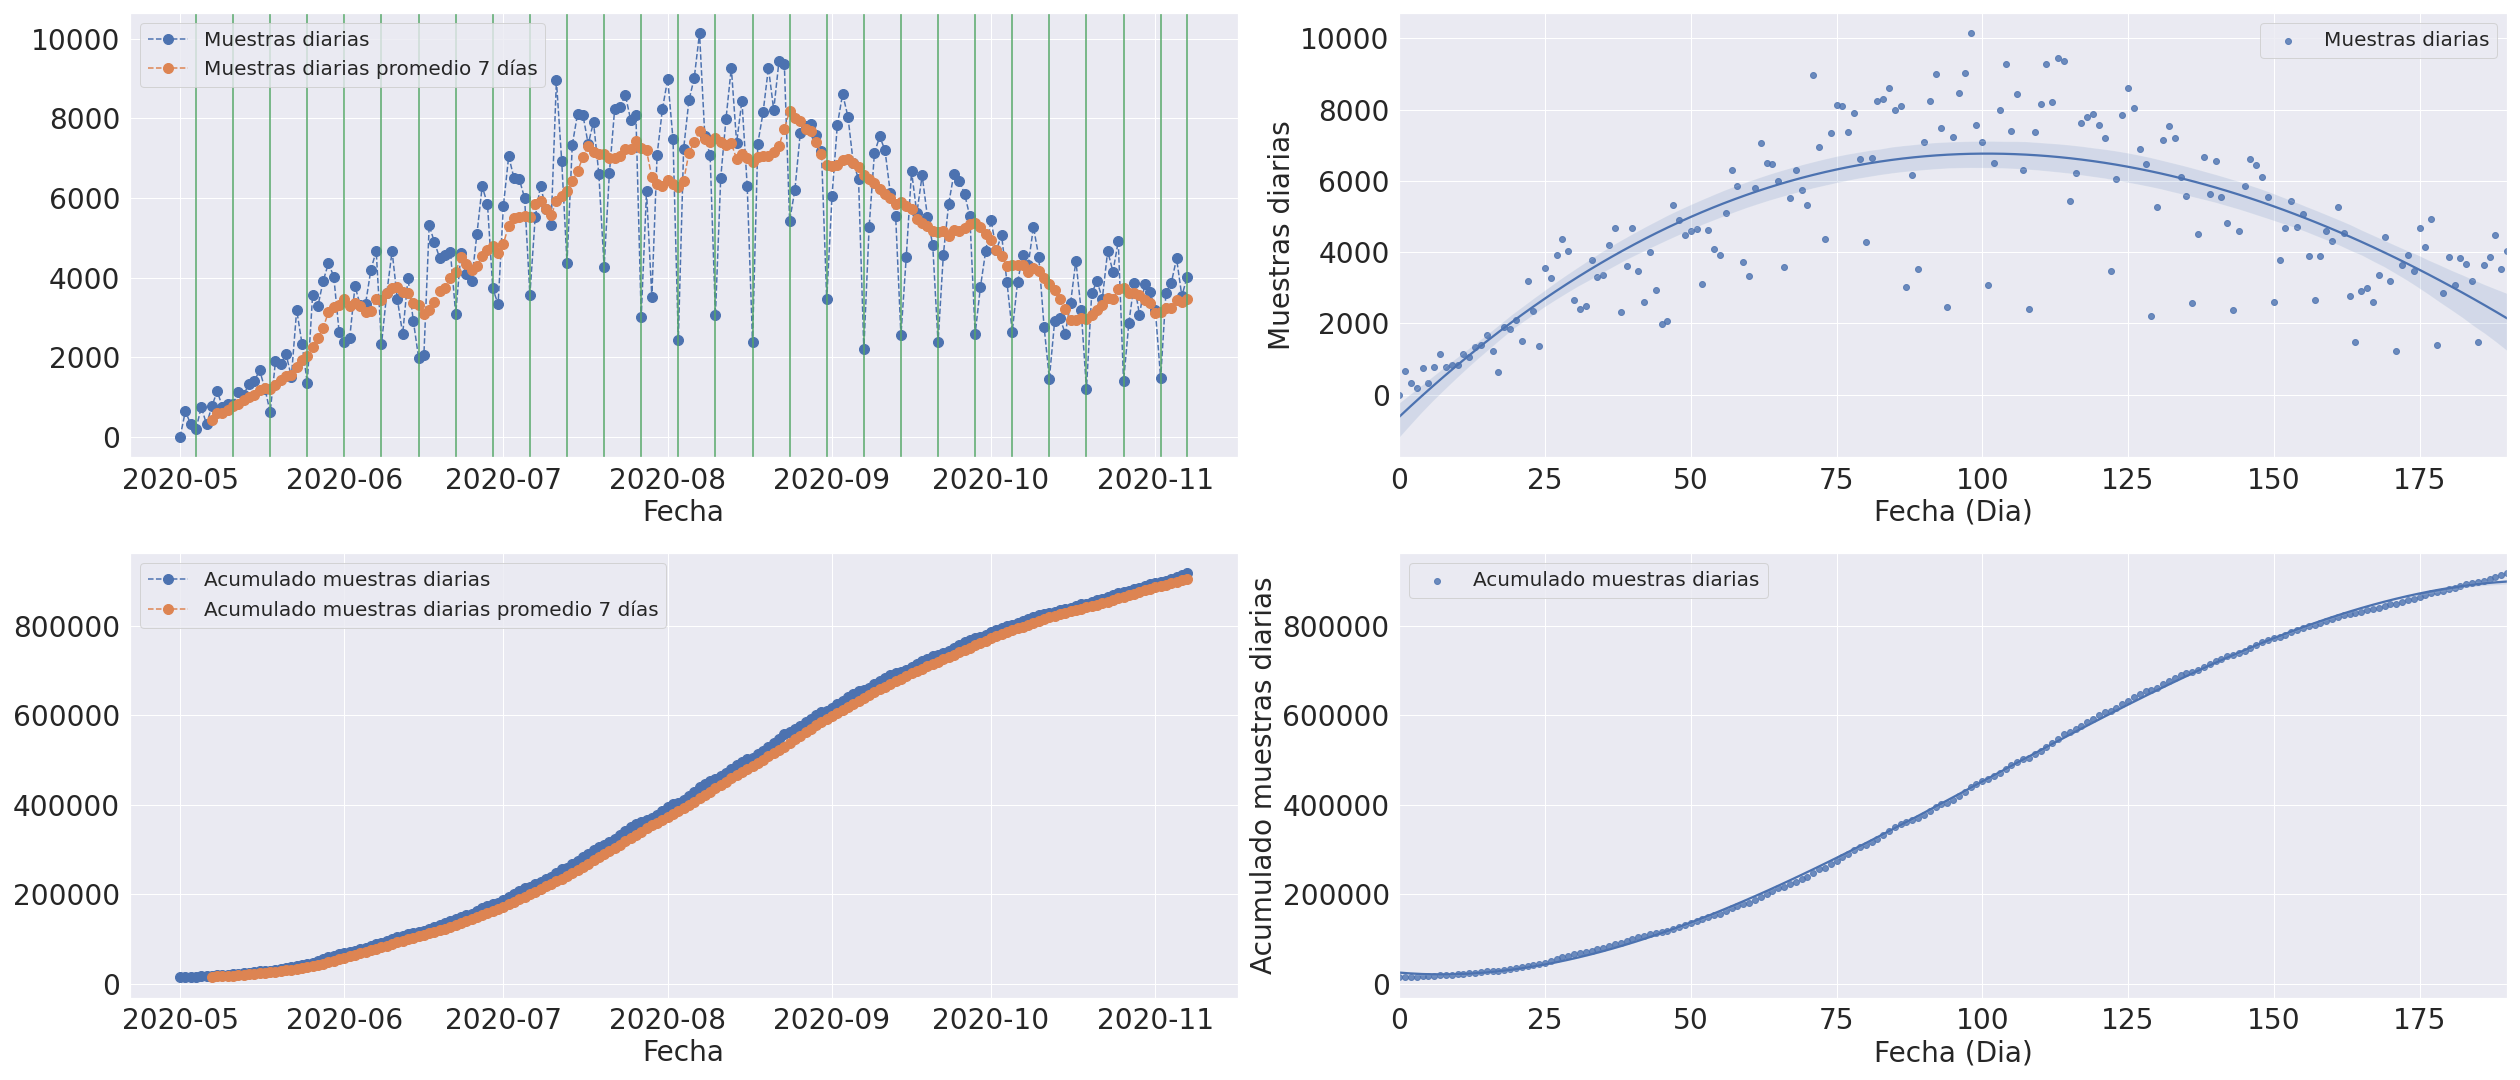 Muestras diarias
Muestras diarias promedio 7 días
10000
8000
6000
4000
2000
0
2020-05 2020-06 2020-07 2020-08 2020-09 2020-10 2020-11
Fecha
Muestras diarias
Muestras diarias
10000
8000
6000
4000
2000
0
0 25 50 75 100 125 150 175
Fecha (Dia)
Acumulado muestras diarias
Acumulado muestras diarias promedio 7 días
800000
600000
400000
200000
0
2020-05 2020-06 2020-07 2020-08 2020-09 2020-10 2020-11
Fecha
Acumulado muestras diarias
Acumulado muestras diarias
800000
600000
400000
200000
0
0 25 50 75 100 125 150 175
Fecha (Dia)